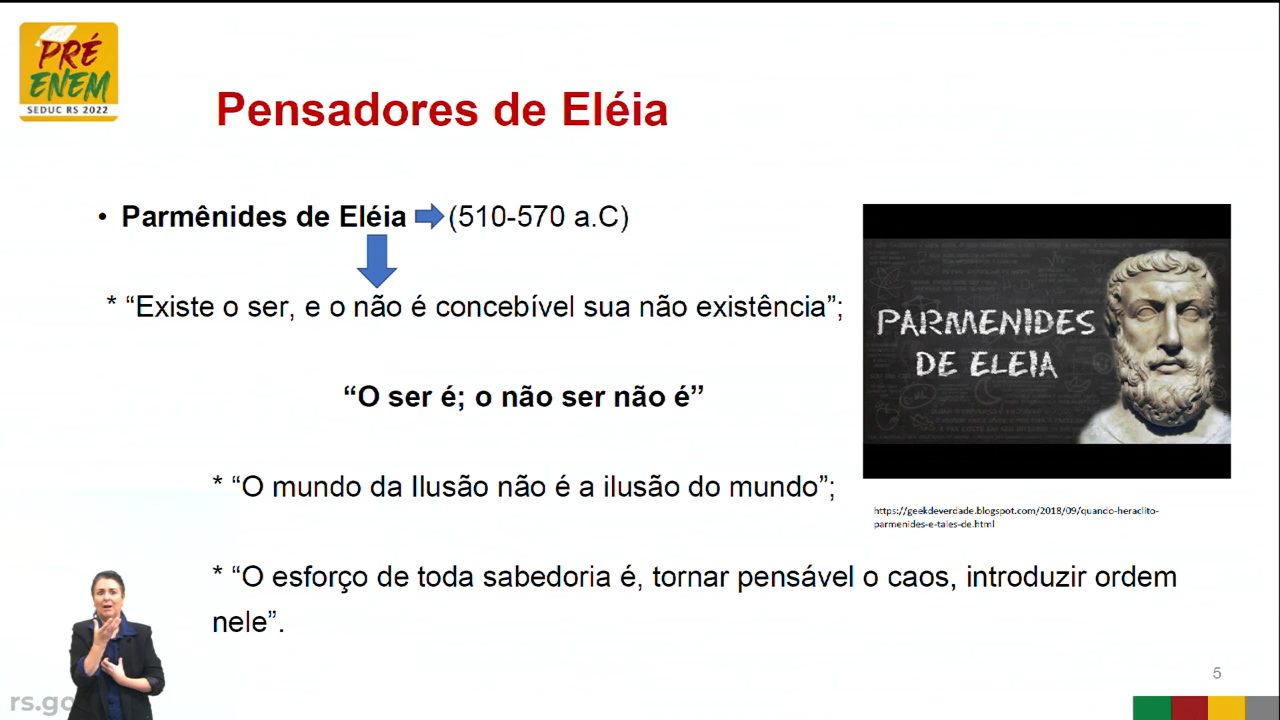 PRÉ
ENEM
SEDUC RS 2022
Pensadores de Eléia
• Parmênides de Eléia (510-570 a.C)
* “Existe o ser, e o não é concebível sua não existência”;
“O ser é; o não ser não é”
* “O mundo da Ilusão não é a ilusão do mundo”;
* “O esforço de toda sabedoria é, tornar pensável o caos, introduzir ordem
nele”.
PARMENIDES
DE ELEIA
https://geekdeverdade.blogspot.com/2018/09/quando-heraclito-
parmenides-e-tales-de.html
5
rs.go